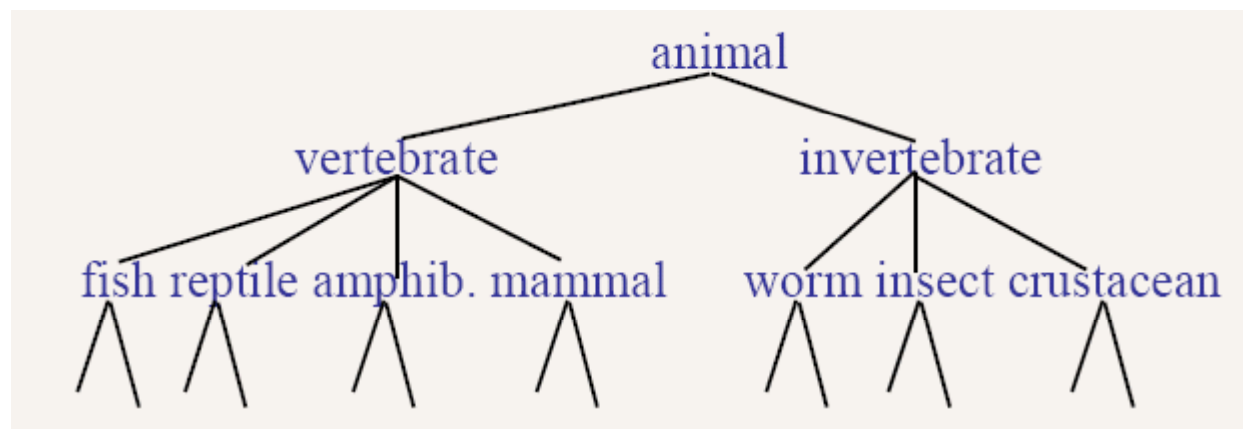 animal
vertebrate invertebrate
fish reptile amphib. mammal worm insect crustacean